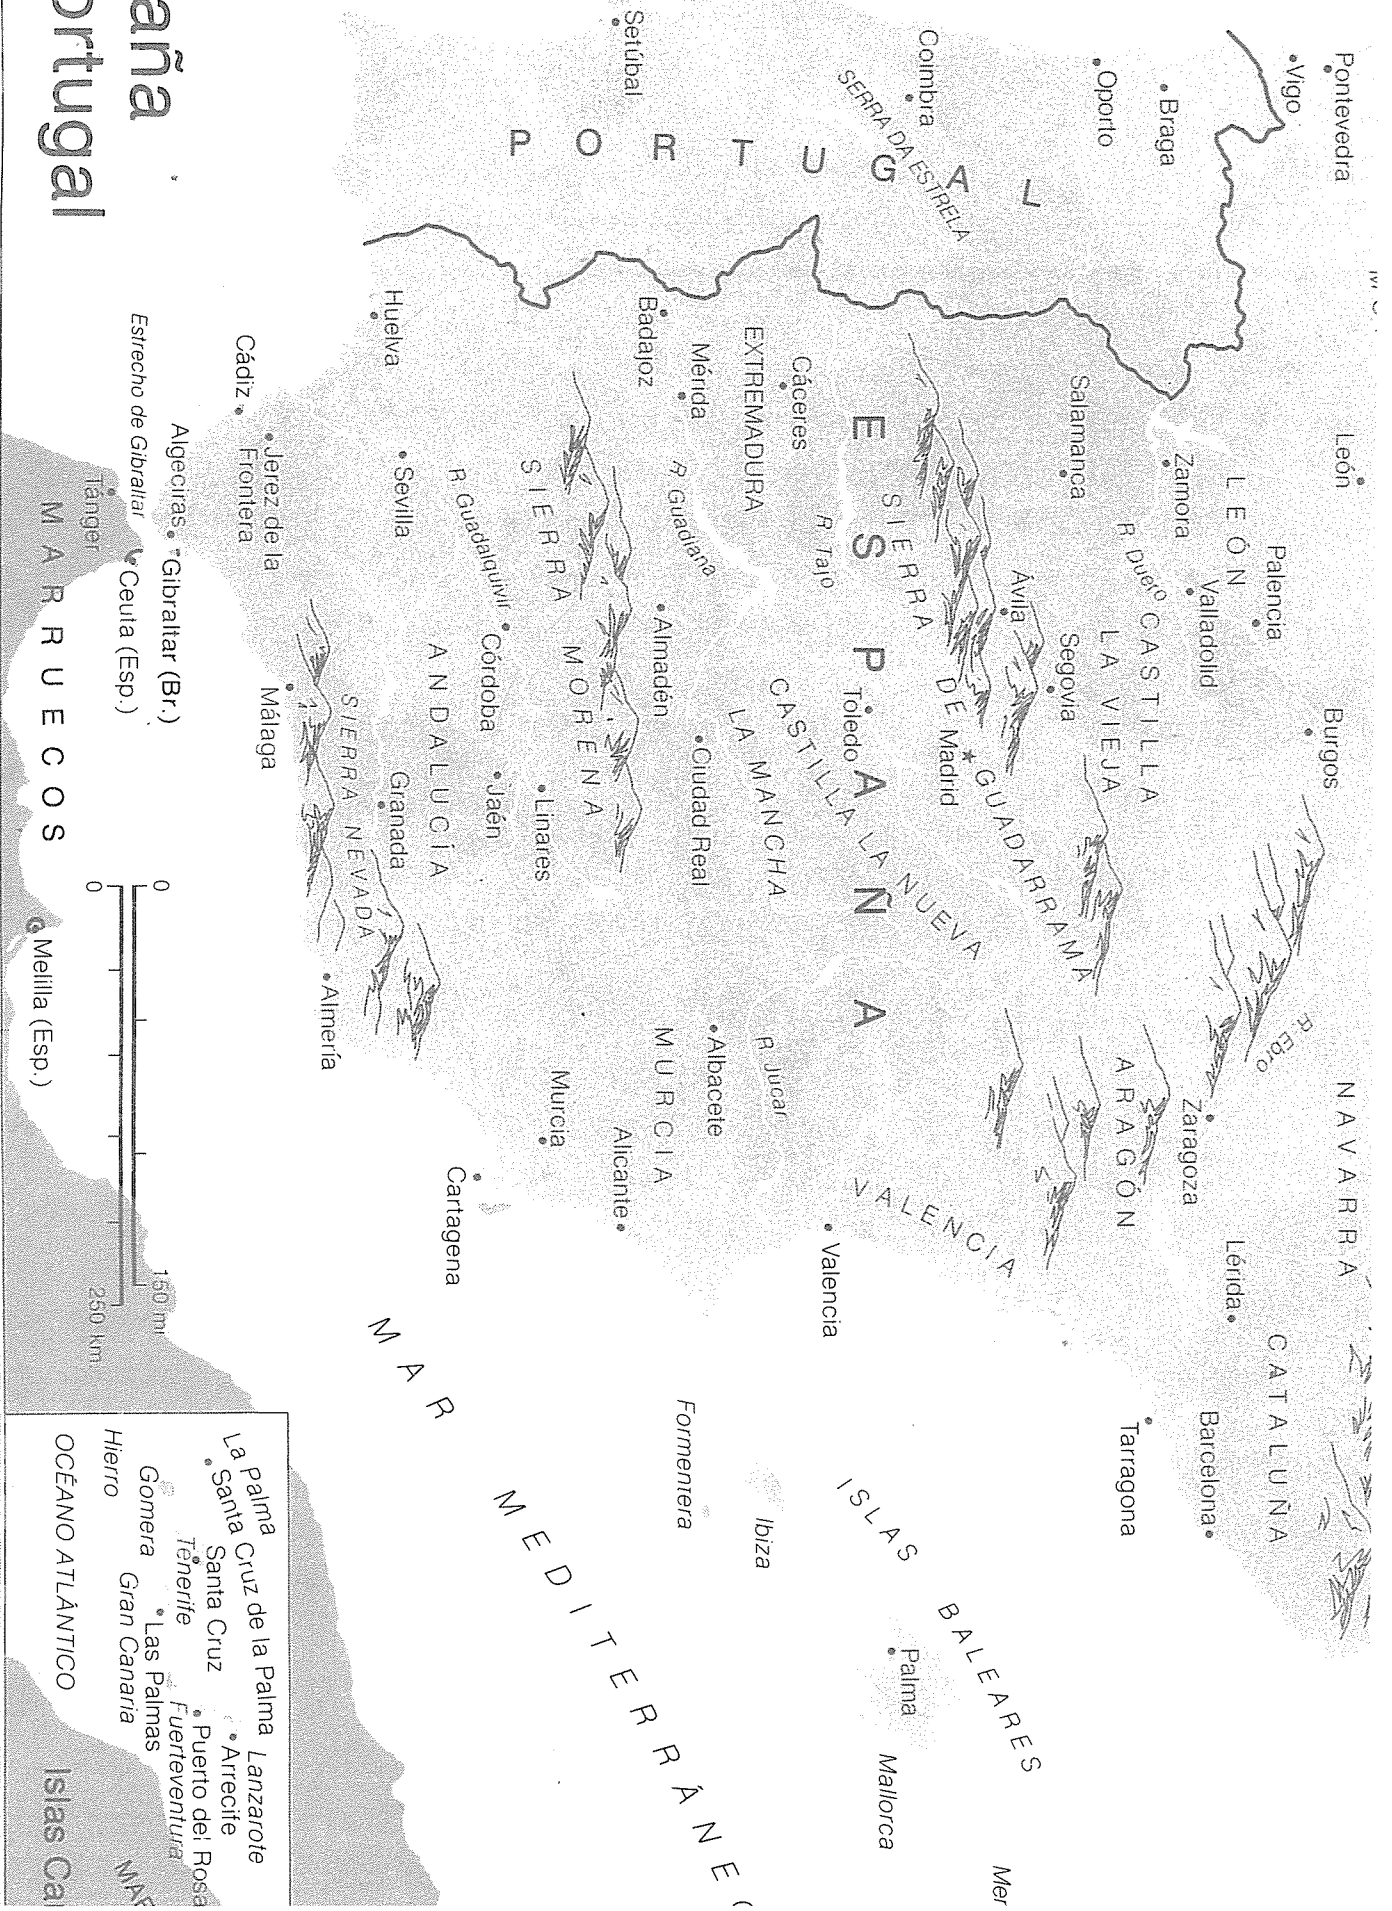 Pontevedra
Vigo
León
Burgos
NAVARRA
Palencia
LEÓN
CATALUÑA
Braga
Zamora
Valladolid
R. Ebro
Zaragoza
Lérida
Barcelona
Oporto
R. Duero
CASTILLA
LA VIEJA
ARAGÓN
Tarragona
Salamanca
Segovia
Ávila
PORTUGAL
Coimbra
SERRA DA ESTRELA
SIERRA DE GUADARRAMA
Madrid
VALENCIA
ISLAS BALEARES
Mallorca
Palma
ESPAÑA
Toledo
CASTILLA LA NUEVA
R. Tajo
Valencia
Cáceres
EXTREMADURA
LA MANCHA
R. Jucar
Ibiza
Mérida
R. Guadiana
Ciudad Real
Albacete
Formentera
Badajoz
Almadén
MURCIA
Setúbal
Alicante
SIERRA MORENA
Linares
Murcia
R. Guadalquivir
Córdoba
Jaén
Cartagena
Sevilla
ANDALUCÍA
Huelva
Granada
SIERRA NEVADA
MAR MEDITERRÁNE
Jerez de la
Frontera
Málaga
Almería
Cádiz
Algeciras
Gibraltar (Br.)
Estrecho de Gibraltar
Ceuta (Esp.)
Tánger
MARRUECOS
Melilla (Esp.)
0
150 mi
0
250 km
aña
ortugal
La Palma
Santa Cruz de la Palma
Lanzarote
Arrecife
Santa Cruz
Tenerife
Puerto del Rosa
Fuerteventura
Gomera
Las Palmas
Gran Canaria
Hierro
OCÉANO ATLÁNTICO
Islas Ca